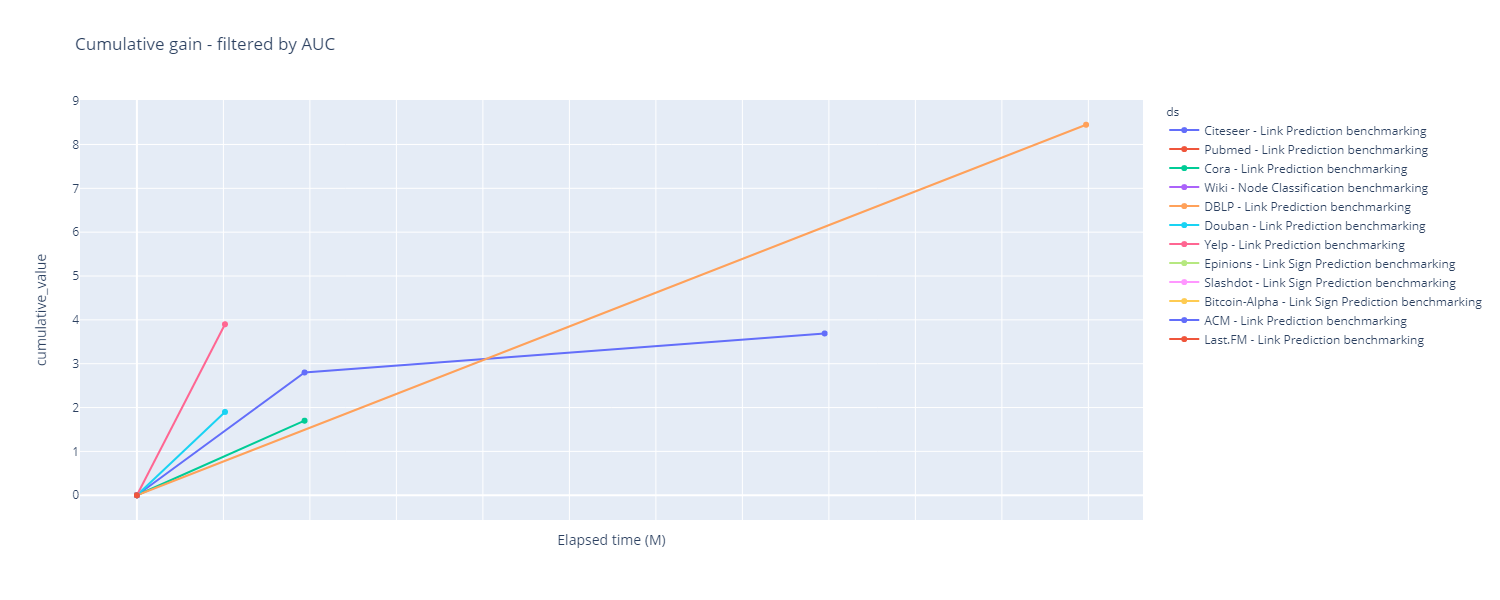 Cumulative gain - filtered by AUC
9
8
7
6
5
4
3
2
1
0
cumulative_value
Elapsed time (M)
ds
Citeseer - Link Prediction benchmarking
Pubmed - Link Prediction benchmarking
Cora - Link Prediction benchmarking
Wiki - Node Classification benchmarking
DBLP - Link Prediction benchmarking
Douban - Link Prediction benchmarking
Yelp - Link Prediction benchmarking
Epinions - Link Sign Prediction benchmarking
Slashdot - Link Sign Prediction benchmarking
Bitcoin-Alpha - Link Sign Prediction benchmarking
ACM - Link Prediction benchmarking
Last.FM - Link Prediction benchmarking